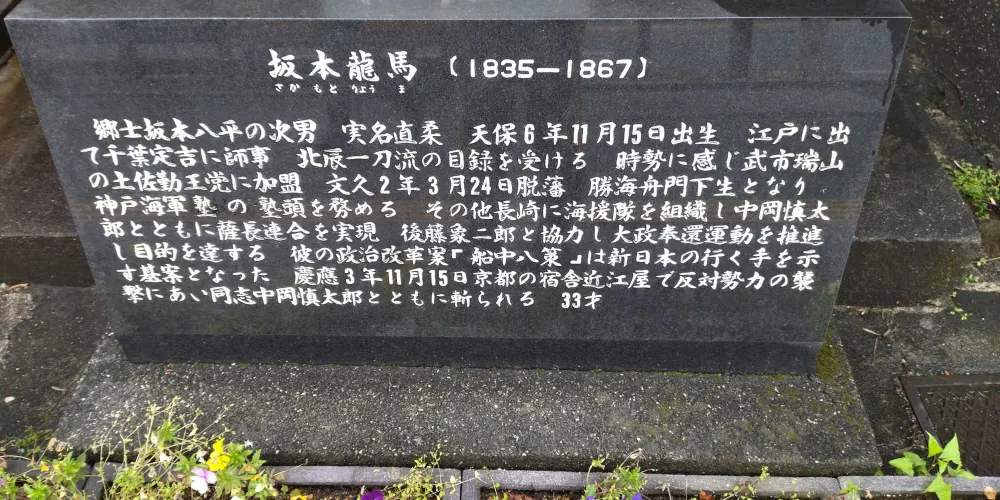 坂本龍馬 (1835—1867)
さか もと りょう ま
郷士坂本八平の次男 実名直柔 天保6年11月15日出生 江戸に出
て千葉定吉に師事 北辰一刀流の目録を受ける 時勢に感じ武市瑞山
の土佐勤王党に加盟 文久2年3月24日脱藩 勝海舟門下生となり
神戸海軍塾の塾頭を務める その他長崎に海援隊を組織し中岡慎太
郎とともに薩長連合を実現 後藤象二郎と協力し大政奉還運動を推進
し目的を達する 彼の政治改革案「船中八策」は新日本の行く手を示
す基案となった 慶應3年11月15日京都の宿舎近江屋で反対勢力の襲
撃にあい同志中岡慎太郎とともに斬られる 33才